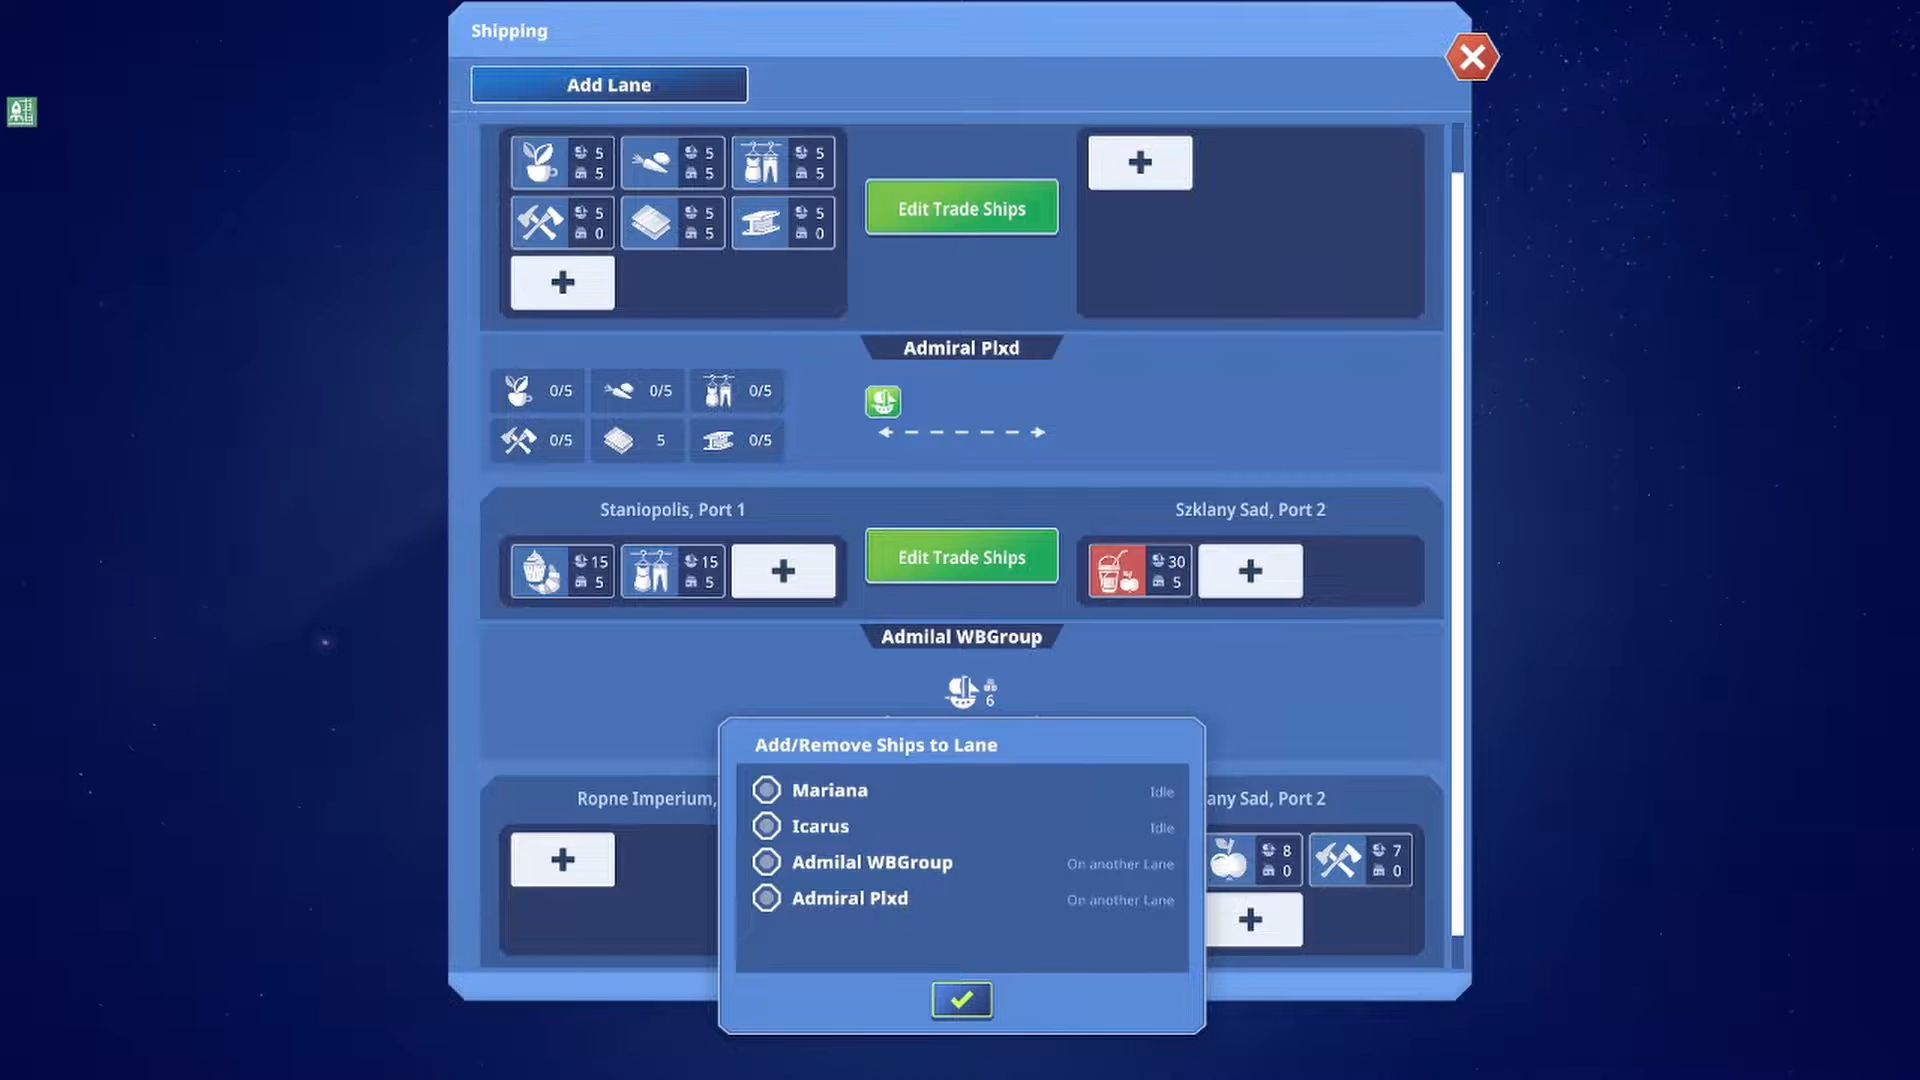 Shipping
Add Lane
5 5 5
5 5 5
Edit Trade Ships
5 5 5
0 5 0
Admiral Plxd
0/5 0/5 0/5
0/5 5 0/5
Staniopolis, Port 1
Szklany Sad, Port 2
15 15
5 5
Edit Trade Ships
30
5
Admilal WBGroup
6
Add/Remove Ships to Lane
Mariana Idle
Icarus Idle
Admilal WBGroup On another Lane
Admiral Plxd On another Lane
Ropne Imperium,
any Sad, Port 2
8 7
0 0